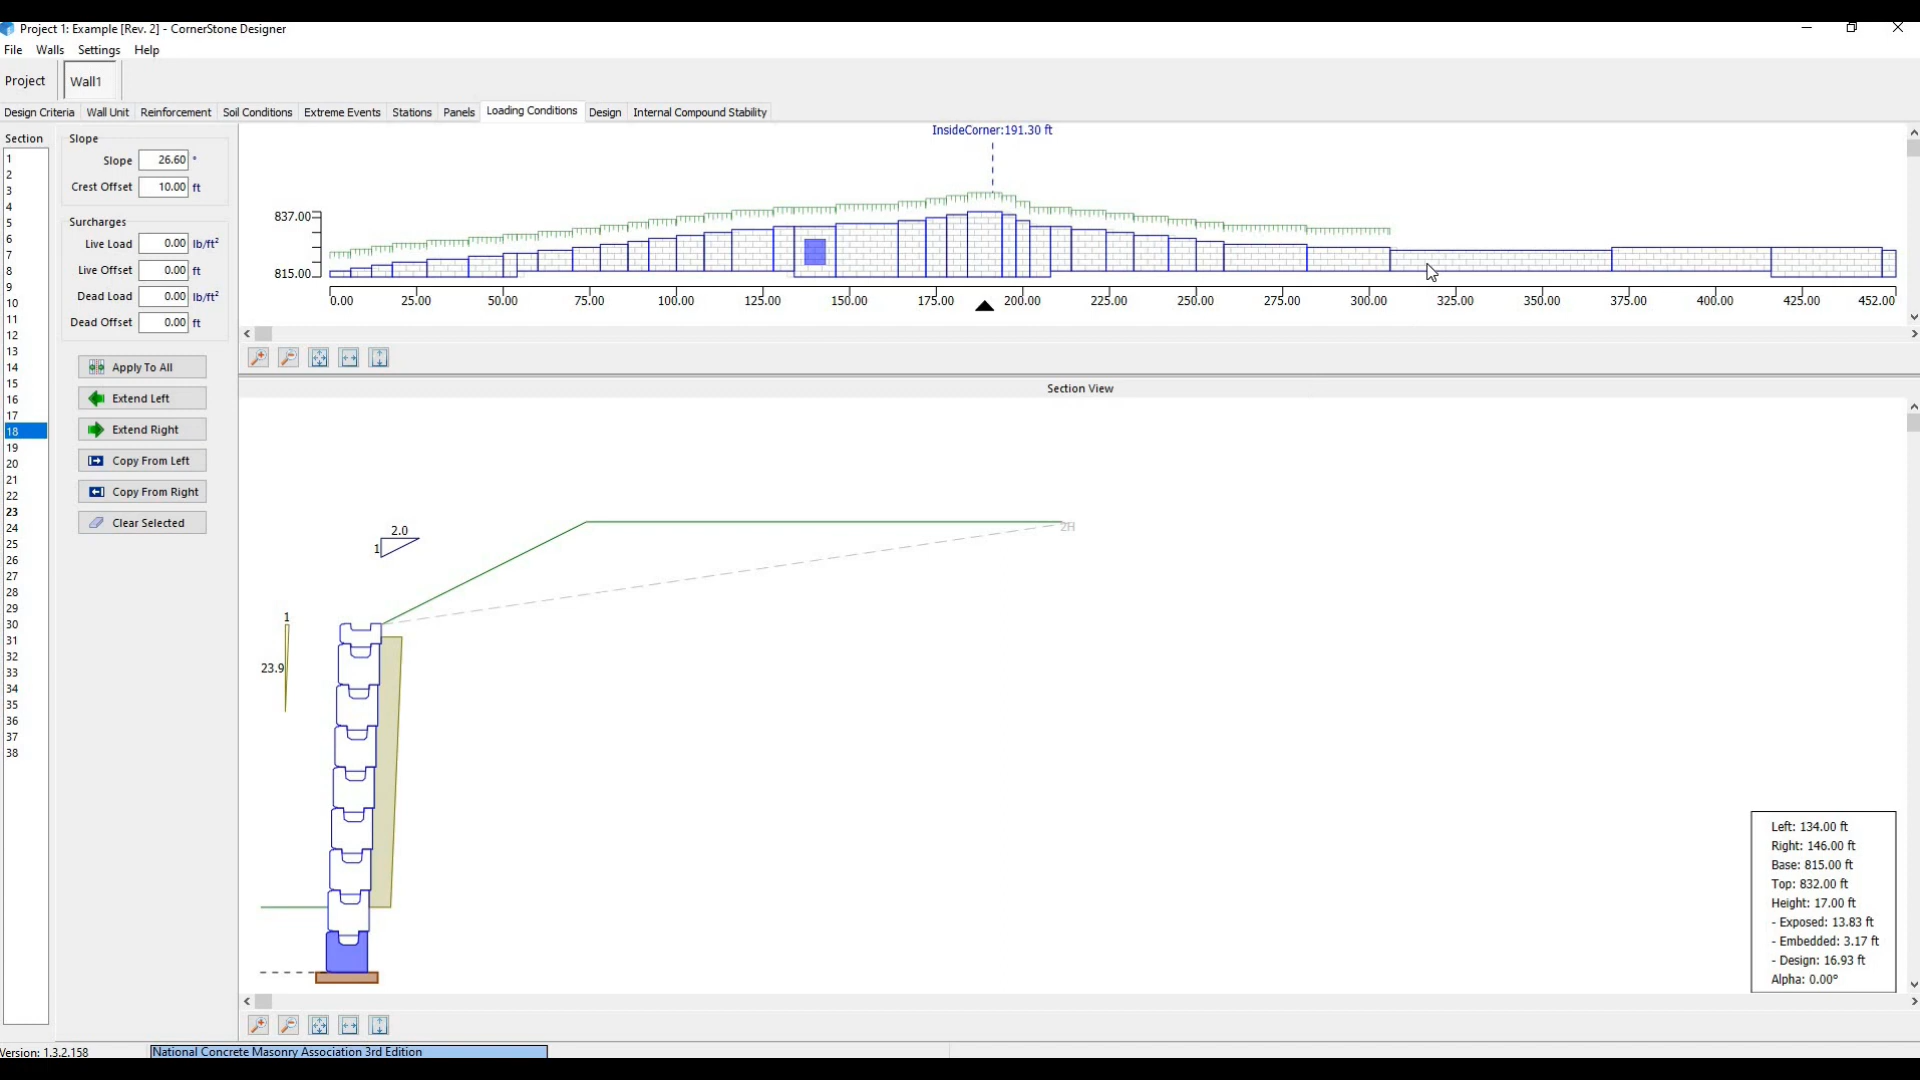 Project 1: Example [Rev. 2] - CornerStone Designer
File Walls Settings Help
Project Wall1
Design Criteria Wall Unit Reinforcement Soil Conditions Extreme Events Stations Panels Loading Conditions Design Internal Compound Stability
Section
1
2
3
4
5
6
7
8
9
10
11
12
13
14
15
16
17
18
19
20
21
22
23
24
25
26
27
28
29
30
31
32
33
34
35
36
37
38
Slope
Slope 26.60 °
Crest Offset 10.00 ft
Surcharges
Live Load 0.00 lb/ft²
Live Offset 0.00 ft
Dead Load 0.00 lb/ft²
Dead Offset 0.00 ft
Apply To All
Extend Left
Extend Right
Copy From Left
Copy From Right
Clear Selected
InsideCorner:191.30 ft
837.00
815.00
0.00 25.00 50.00 75.00 100.00 125.00 150.00 175.00 200.00 225.00 250.00 275.00 300.00 325.00 350.00 375.00 400.00 425.00 452.00
Section View
2.0
1
2H
1
23.9
Left: 134.00 ft
Right: 146.00 ft
Base: 815.00 ft
Top: 832.00 ft
Height: 17.00 ft
- Exposed: 13.83 ft
- Embedded: 3.17 ft
- Design: 16.93 ft
Alpha: 0.00°
Version: 1.3.2.158 National Concrete Masonry Association 3rd Edition